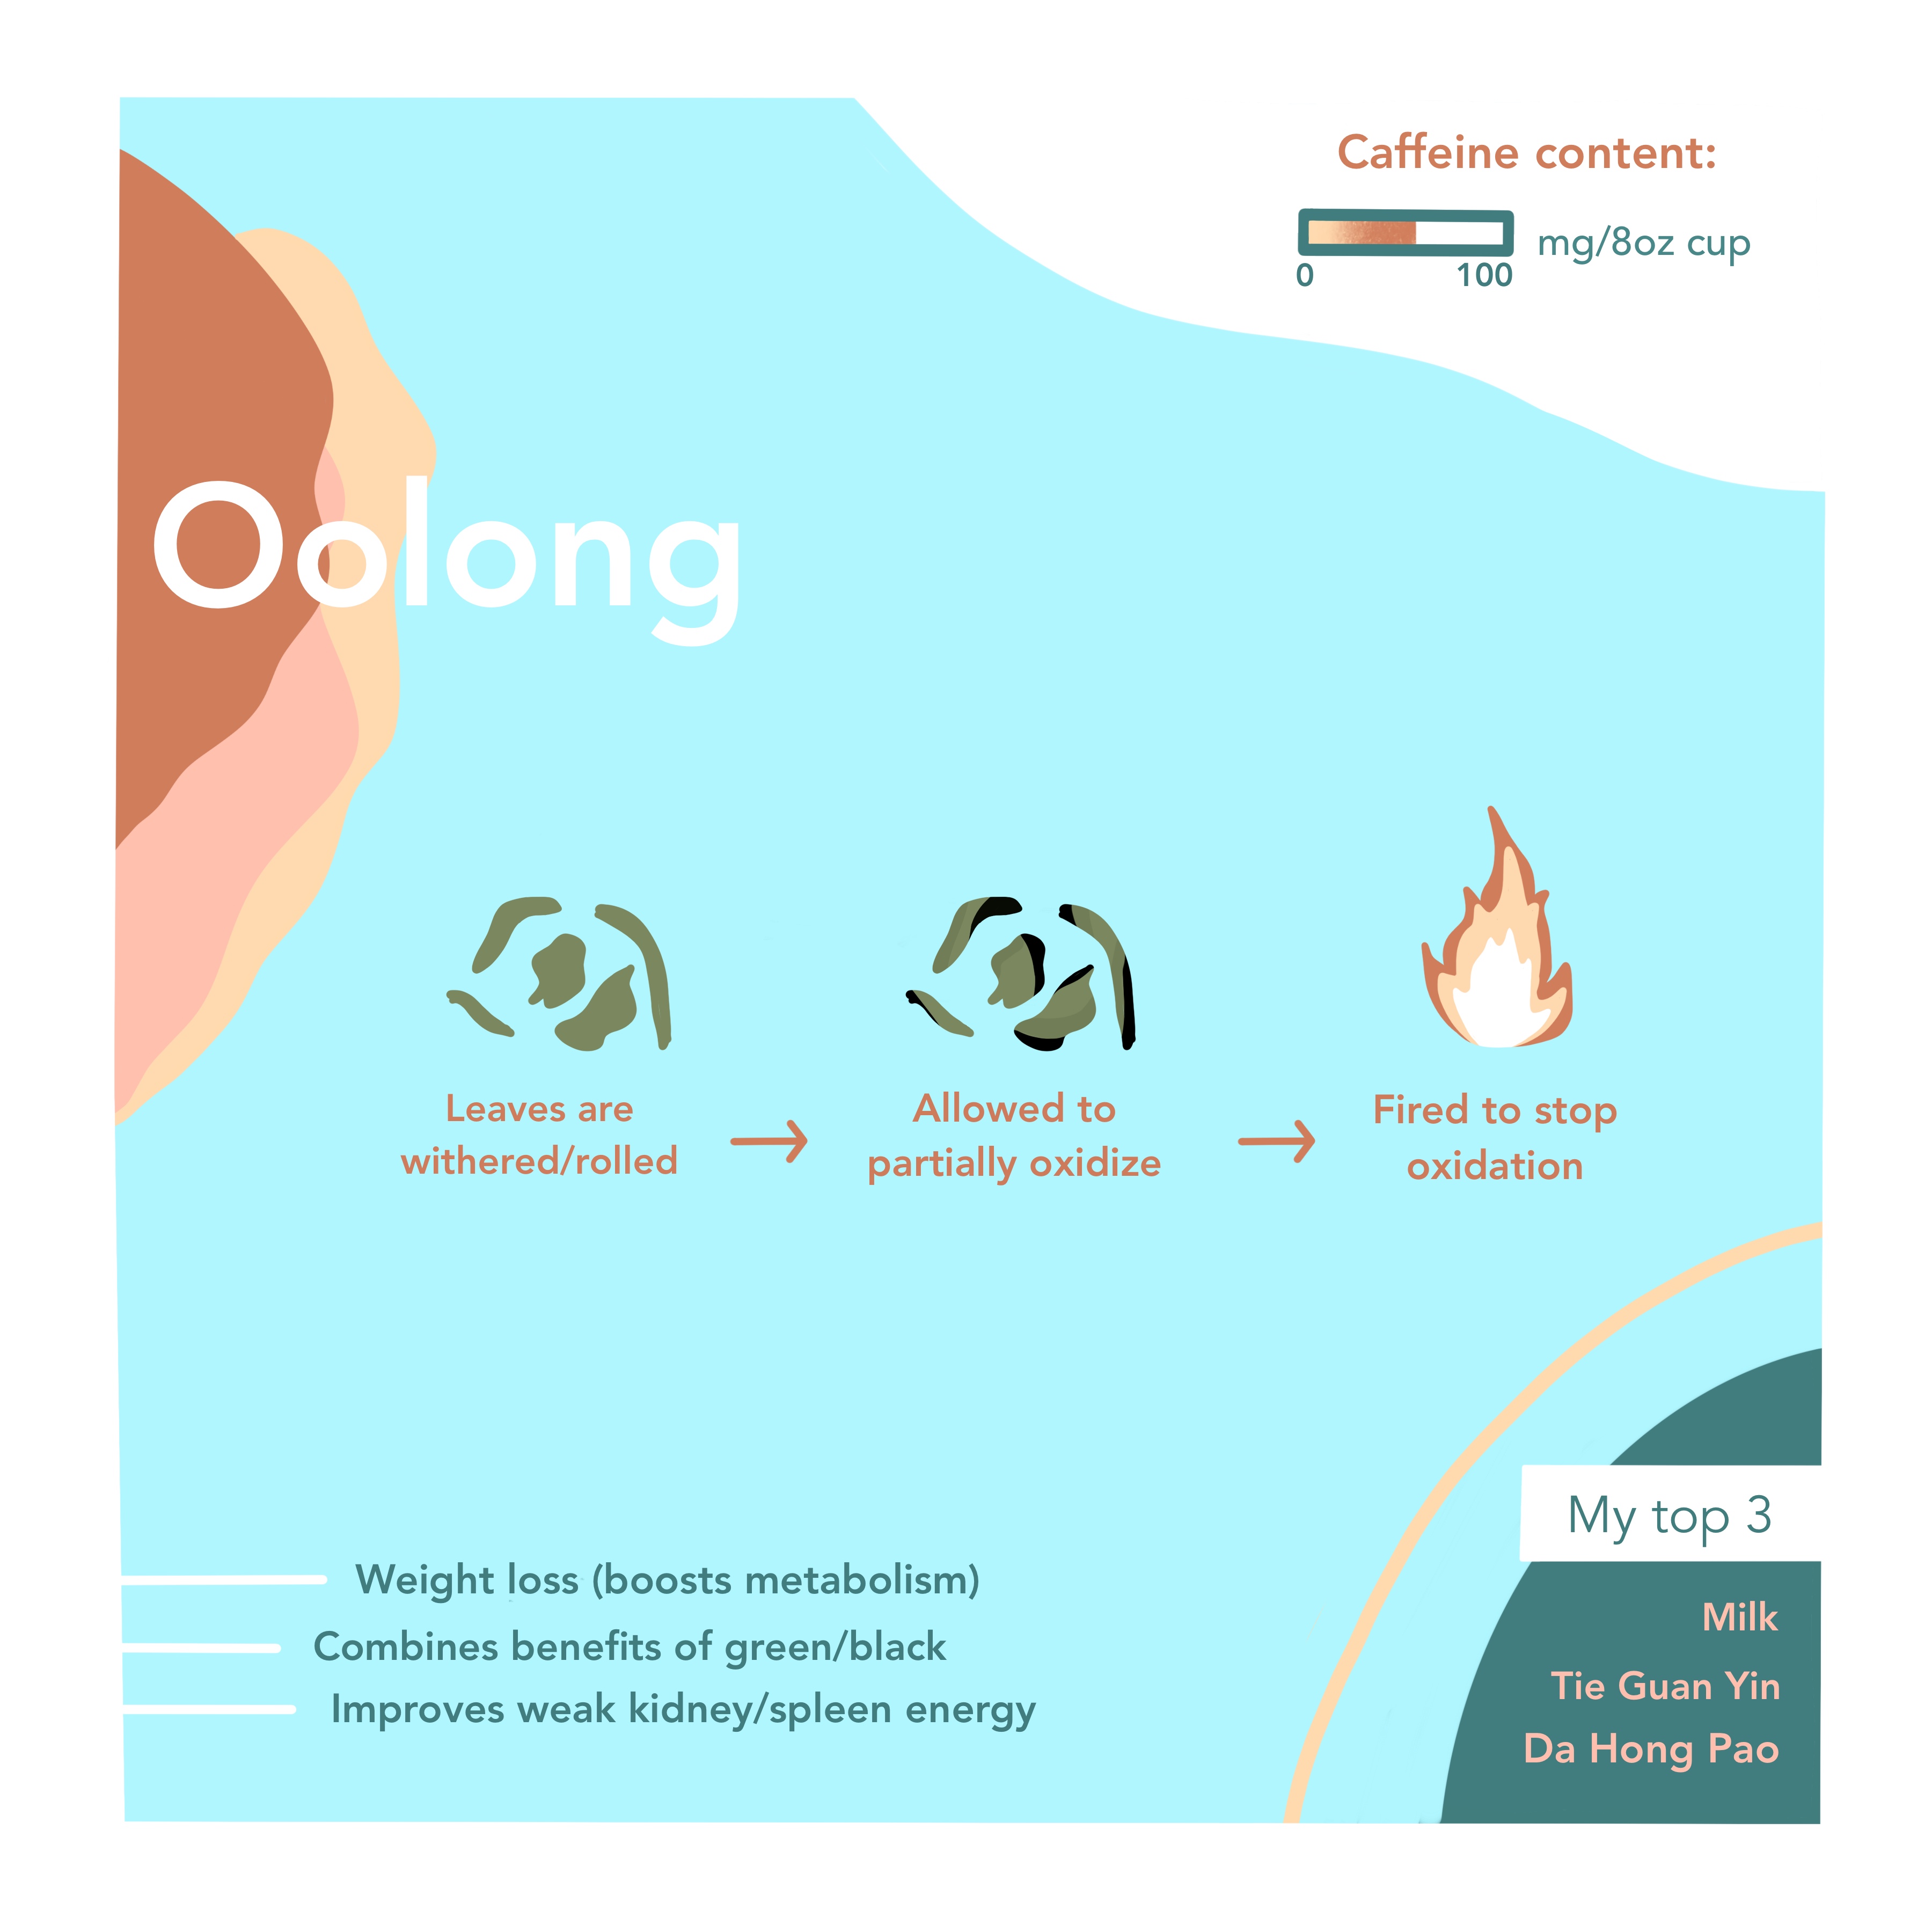 Caffeine content:
mg/8oz cup
0 100
Oolong
Leaves are
withered/rolled
Allowed to
partially oxidize
Fired to stop
oxidation
Weight loss (boosts metabolism)
Combines benefits of green/black
Improves weak kidney/spleen energy
My top 3
Milk
Tie Guan Yin
Da Hong Pao